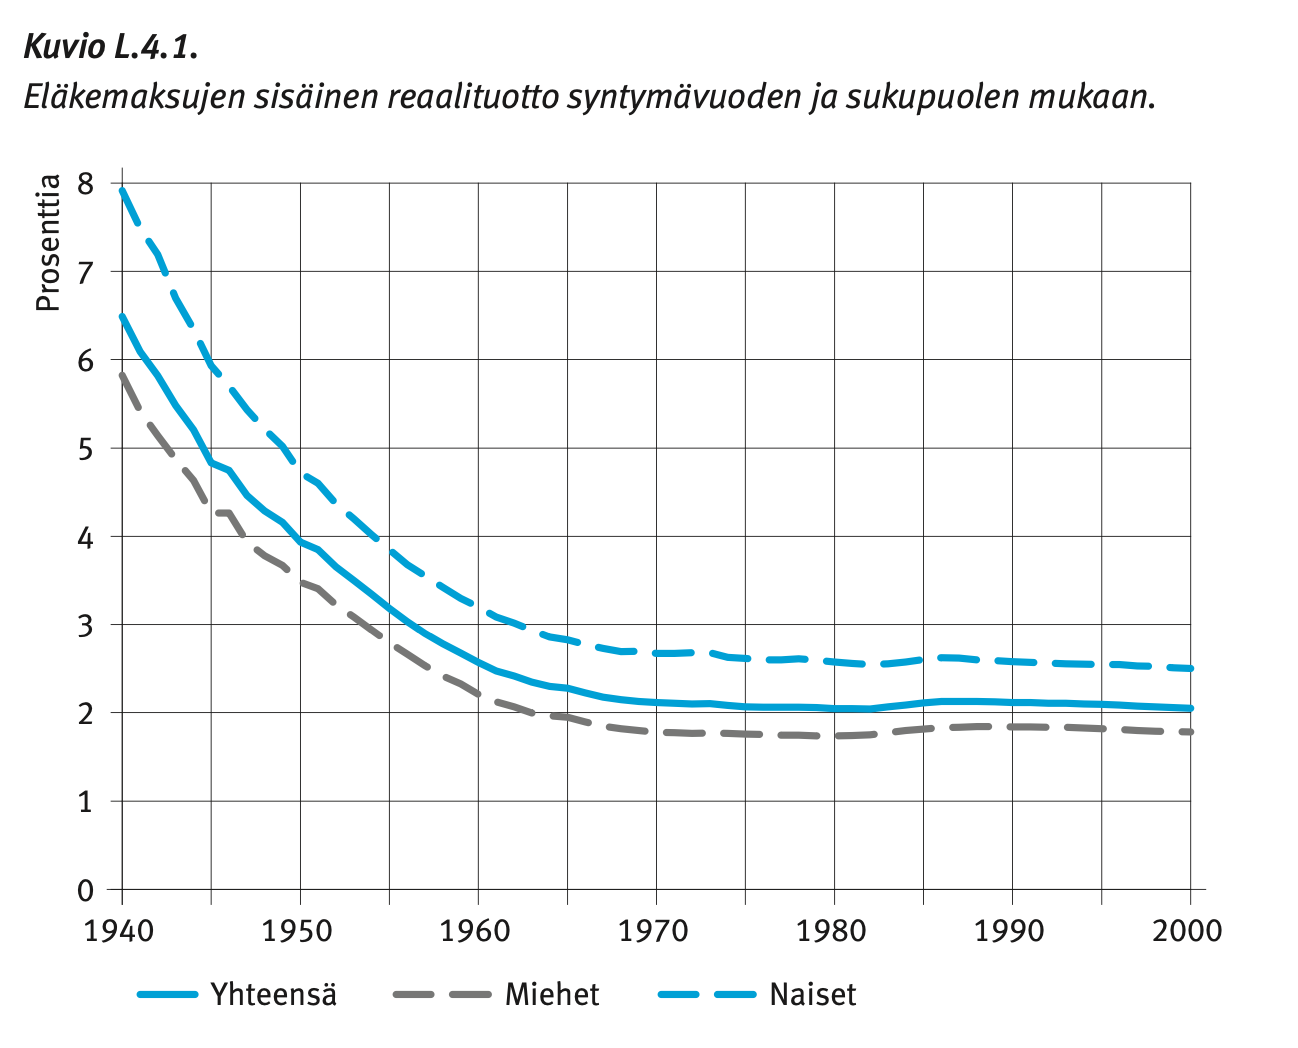 Kuvio L.4.1.
Eläkemaksujen sisäinen reaalituotto syntymävuoden ja sukupuolen mukaan.
Prosenttia
8
7
6
5
4
3
2
1
0
1940 1950 1960 1970 1980 1990 2000
Yhteensä Miehet Naiset